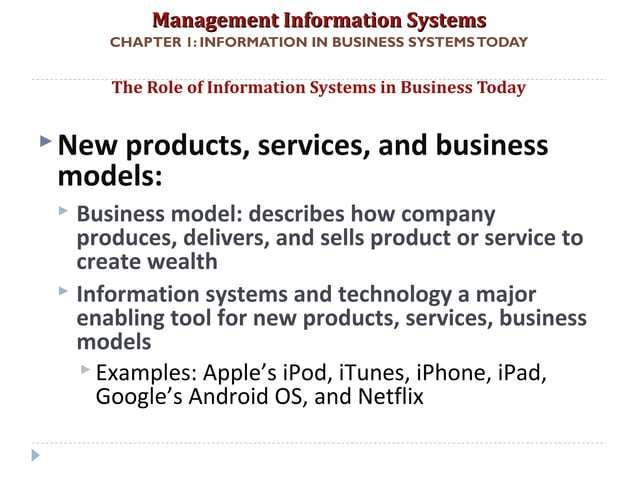 Management Information Systems
CHAPTER 1: INFORMATION IN BUSINESS SYSTEMS TODAY
The Role of Information Systems in Business Today
New products, services, and business
models:
Business model: describes how company
produces, delivers, and sells product or service to
create wealth
Information systems and technology a major
enabling tool for new products, services, business
models
Examples: Apple’s iPod, iTunes, iPhone, iPad,
Google’s Android OS, and Netflix